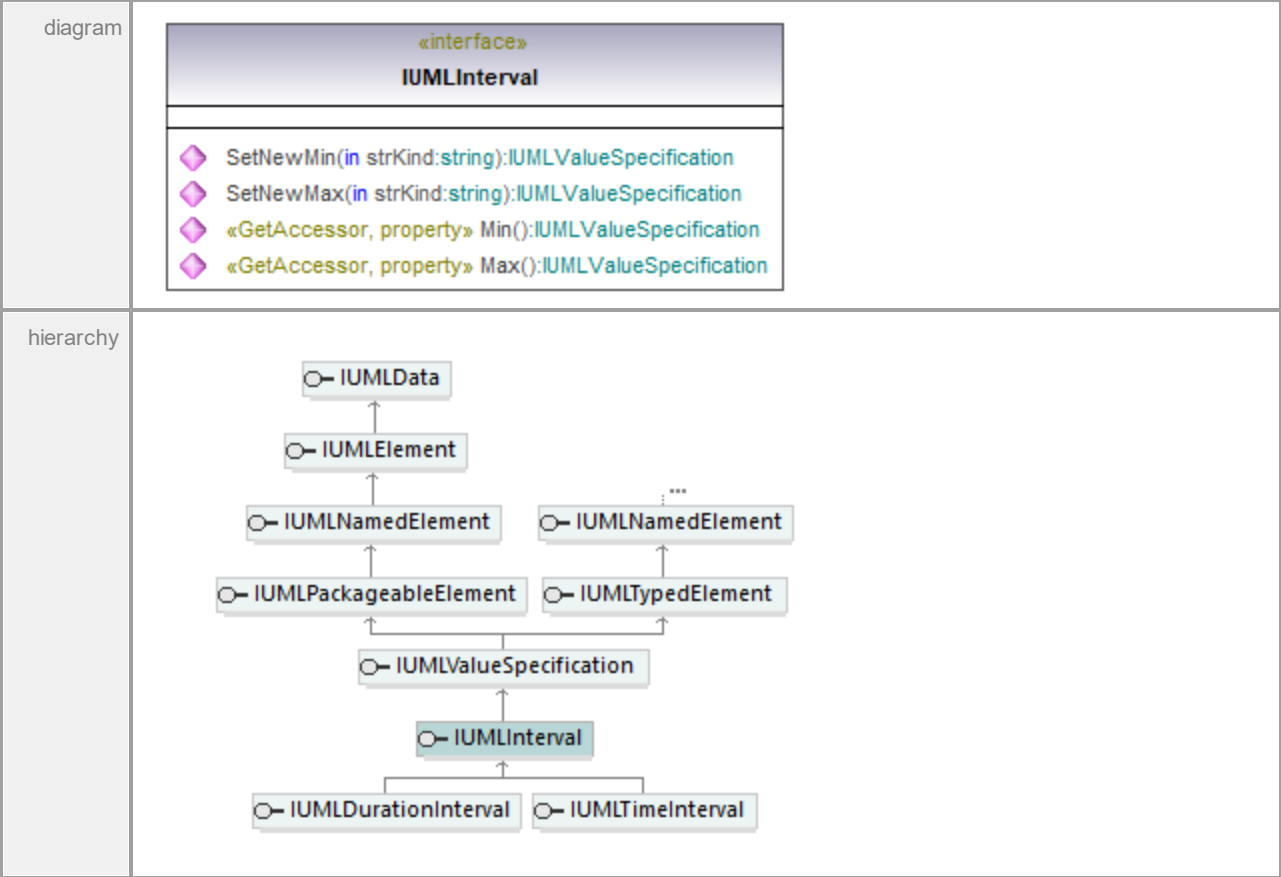 diagram
«interface»
IUMLInterval
SetNewMin(in strKind:string):IUMLValueSpecification
SetNewMax(in strKind:string):IUMLValueSpecification
«GetAccessor, property» Min():IUMLValueSpecification
«GetAccessor, property» Max():IUMLValueSpecification
hierarchy
IUMLData
IUMLElement
...
IUMLNamedElement IUMLNamedElement
IUMLPackageableElement IUMLTypedElement
IUMLValueSpecification
IUMLInterval
IUMLDurationInterval IUMLTimeInterval